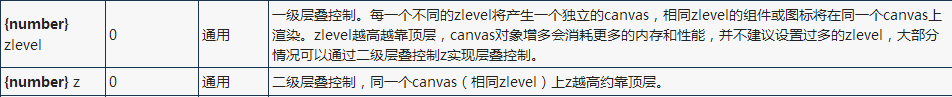 一级层叠控制。每一个不同的zlevel将产生一个独立的canvas，相同zlevel的组件或图标将在同一个canvas上
{number} zlevel 0 通用 渲染。zlevel越高越靠顶层，canvas对象增多会消耗更多的内存和性能，并不建议设置过多的zlevel，大部分
情况可以通过二级层叠控制z实现层叠控制。
{number} z 0 通用 二级层叠控制，同一个canvas（相同zlevel）上z越高约靠顶层。